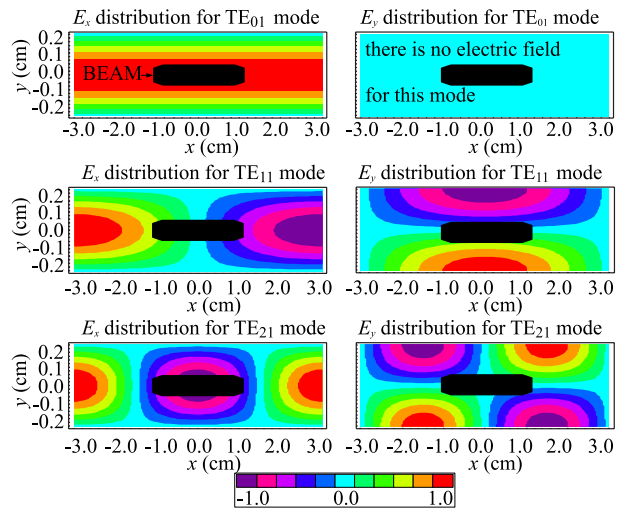 Ex distribution for TE01 mode
Ey distribution for TE01 mode
y (cm)
0.2
0.1
0.0
-0.1
-0.2
BEAM
there is no electric field
for this mode
-3.0 -2.0 -1.0 0.0 1.0 2.0 3.0
-3.0 -2.0 -1.0 0.0 1.0 2.0 3.0
x (cm)
x (cm)
Ex distribution for TE11 mode
Ey distribution for TE11 mode
y (cm)
0.2
0.1
0.0
-0.1
-0.2
-3.0 -2.0 -1.0 0.0 1.0 2.0 3.0
-3.0 -2.0 -1.0 0.0 1.0 2.0 3.0
x (cm)
x (cm)
Ex distribution for TE21 mode
Ey distribution for TE21 mode
y (cm)
0.2
0.1
0.0
-0.1
-0.2
-3.0 -2.0 -1.0 0.0 1.0 2.0 3.0
-3.0 -2.0 -1.0 0.0 1.0 2.0 3.0
x (cm)
x (cm)
-1.0 0.0 1.0